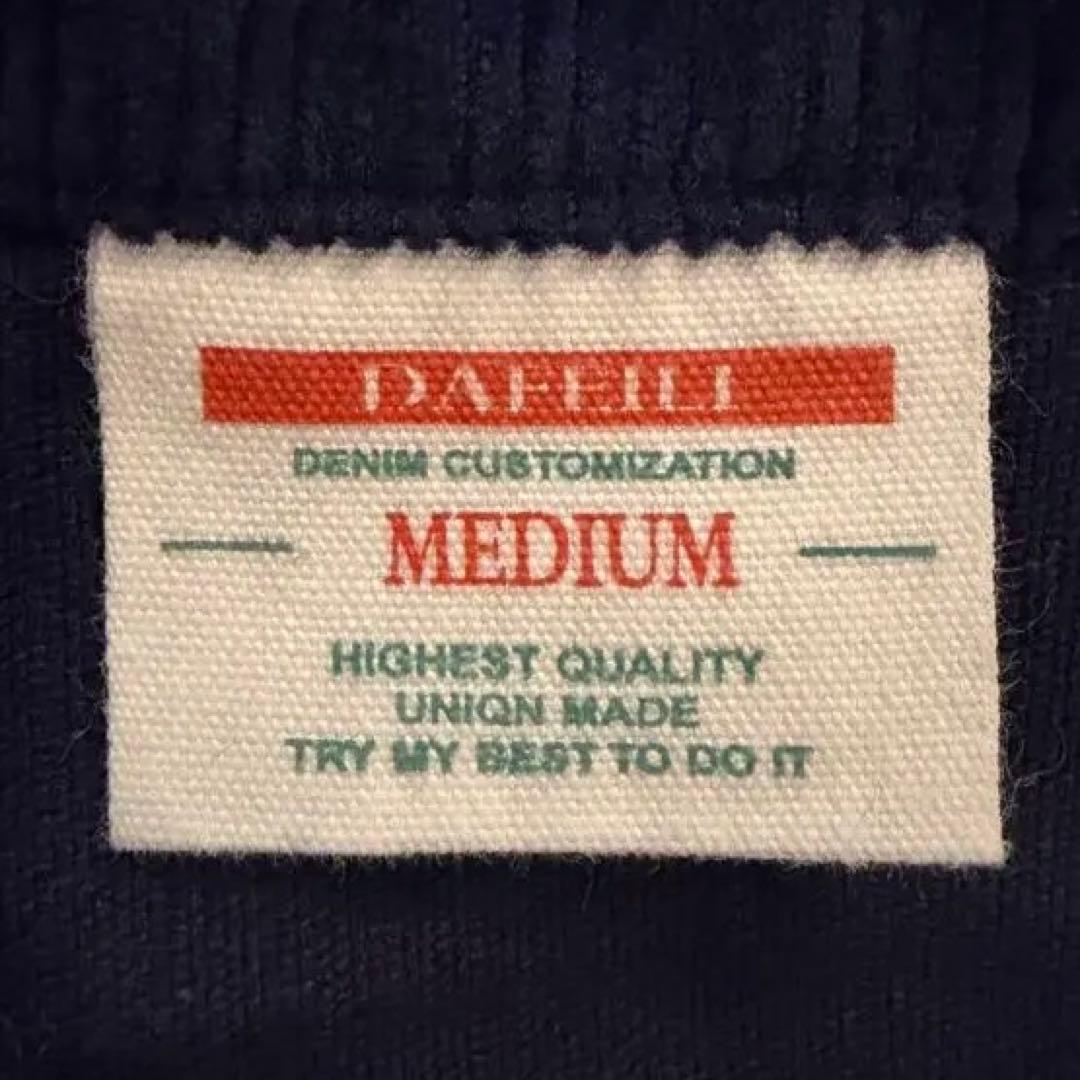 DAFEILI
DENIM CUSTOMIZATION
MEDIUM
HIGHEST QUALITY
UNIQN MADE
TRY MY BEST TO DO IT